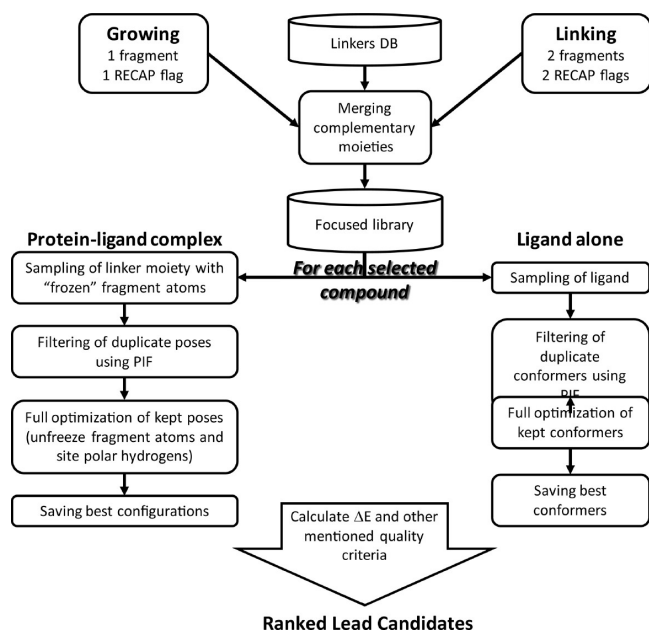 Growing
1 fragment
1 RECAP flag
Linkers DB
Linking
2 fragments
2 RECAP flags
Merging
complementary
moieties
Focused library
Protein-ligand complex
Sampling of linker moiety with
“frozen” fragment atoms
Filtering of duplicate poses
using PIF
Full optimization of kept poses
(unfreeze fragment atoms and
site polar hydrogens)
Saving best configurations
For each selected
compound
Ligand alone
Sampling of ligand
Filtering of
duplicate
conformers using
PIF
Full optimization of
kept conformers
Saving best
conformers
Calculate ΔE and other
mentioned quality
criteria
Ranked Lead Candidates